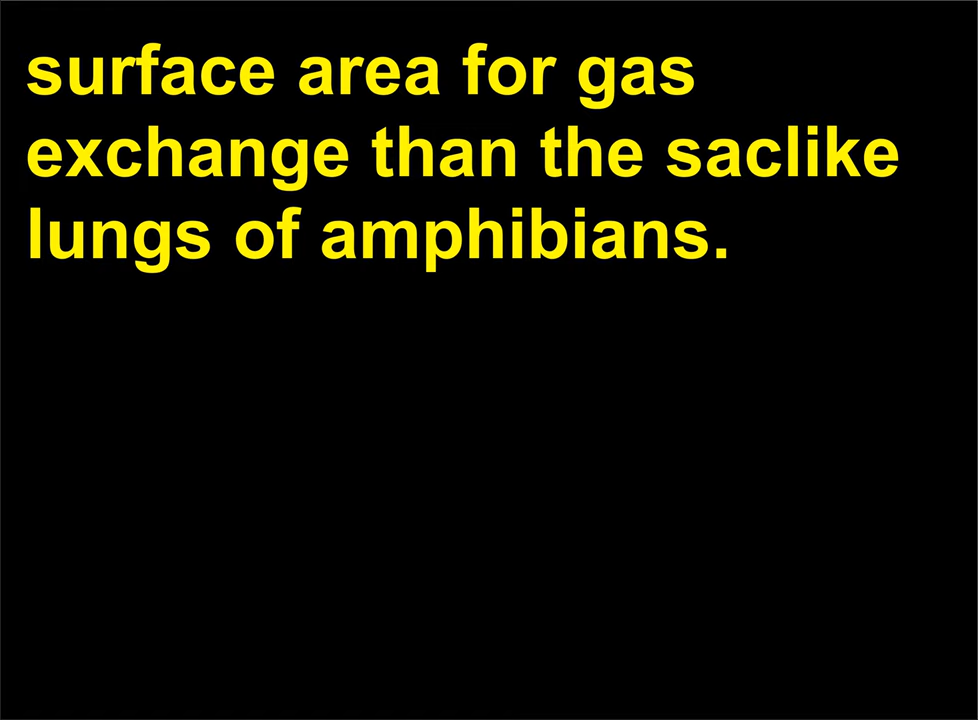 surface area for gas
exchange than the saclike
lungs of amphibians.